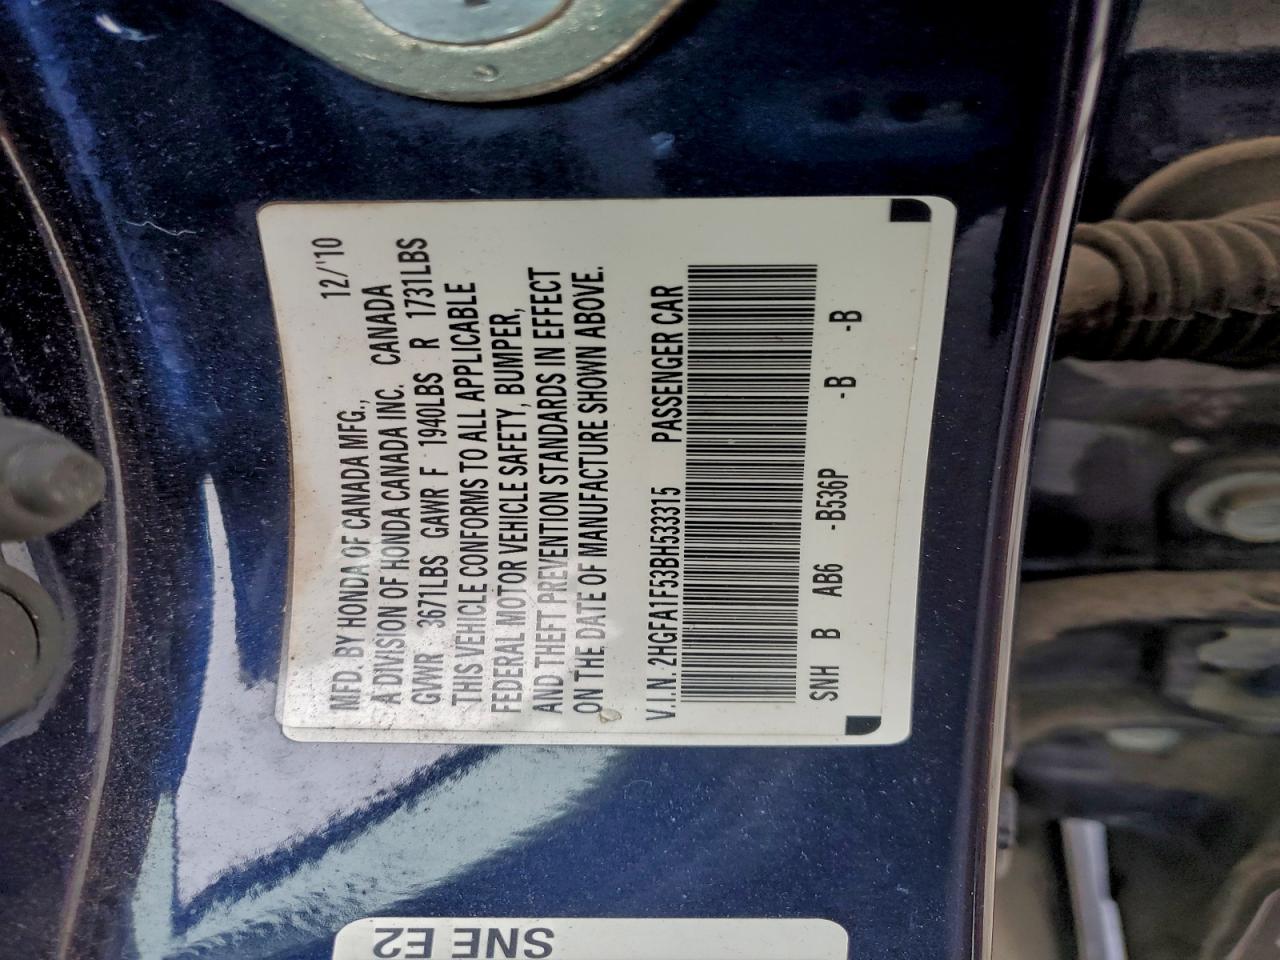 12/'10
MFD. BY HONDA OF CANADA MFG.,
A DIVISION OF HONDA CANADA INC. CANADA
GVWR 3671LBS GAWR F 1940LBS R 1731LBS
THIS VEHICLE CONFORMS TO ALL APPLICABLE
FEDERAL MOTOR VEHICLE SAFETY, BUMPER,
AND THEFT PREVENTION STANDARDS IN EFFECT
ON THE DATE OF MANUFACTURE SHOWN ABOVE.
V.I.N. 2HGFA1F53BH533315 PASSENGER CAR
SNH B AB6 -B536P -B -B
SNE E2